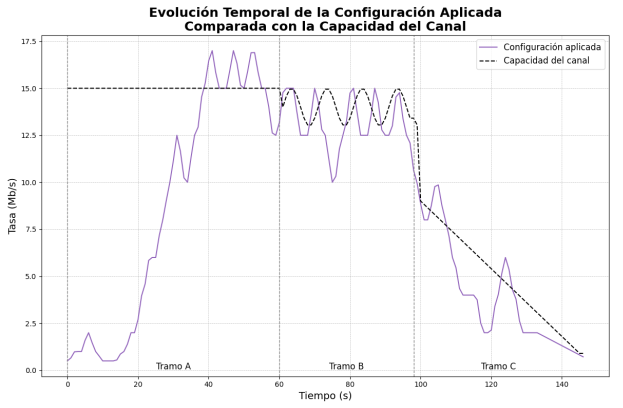 Evolución Temporal de la Configuración Aplicada
Comparada con la Capacidad del Canal
17.5
15.0
12.5
10.0
7.5
5.0
2.5
0.0
Tasa (Mb/s)
Configuración aplicada
Capacidad del canal
Tramo A
Tramo B
Tramo C
0
20
40
60
80
100
120
140
Tiempo (s)